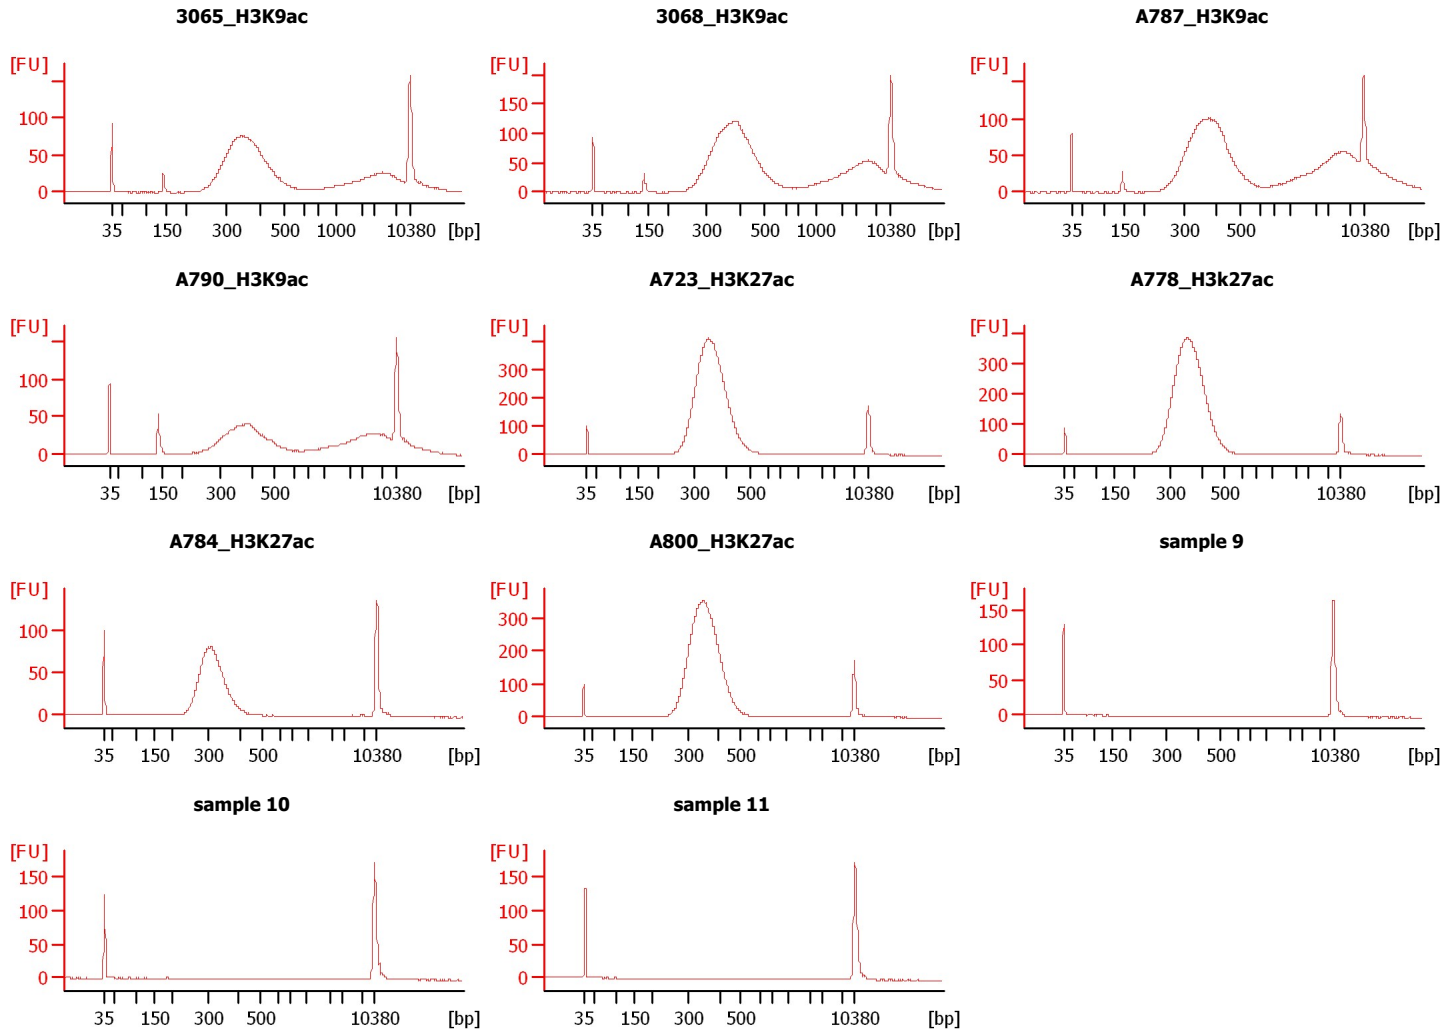 3065_H3K9ac 3068_H3K9ac A787_H3K9ac
[FU] [FU] [FU]
100 50 0
150 100 50 0
100 50 0
35 150 300 500 1000 10380 [bp]
35 150 300 500 1000 10380 [bp]
35 150 300 500 10380 [bp]
A790_H3K9ac A723_H3K27ac A778_H3k27ac
[FU] [FU] [FU]
100 50 0
300 200 100 0
300 200 100 0
35 150 300 500 10380 [bp]
35 150 300 500 10380 [bp]
35 150 300 500 10380 [bp]
A784_H3K27ac A800_H3K27ac sample 9
[FU] [FU] [FU]
100 50 0
300 200 100 0
150 100 50 0
35 150 300 500 10380 [bp]
35 150 300 500 10380 [bp]
35 150 300 500 10380 [bp]
sample 10 sample 11
[FU] [FU]
150 100 50 0
150 100 50 0
35 150 300 500 10380 [bp]
35 150 300 500 10380 [bp]